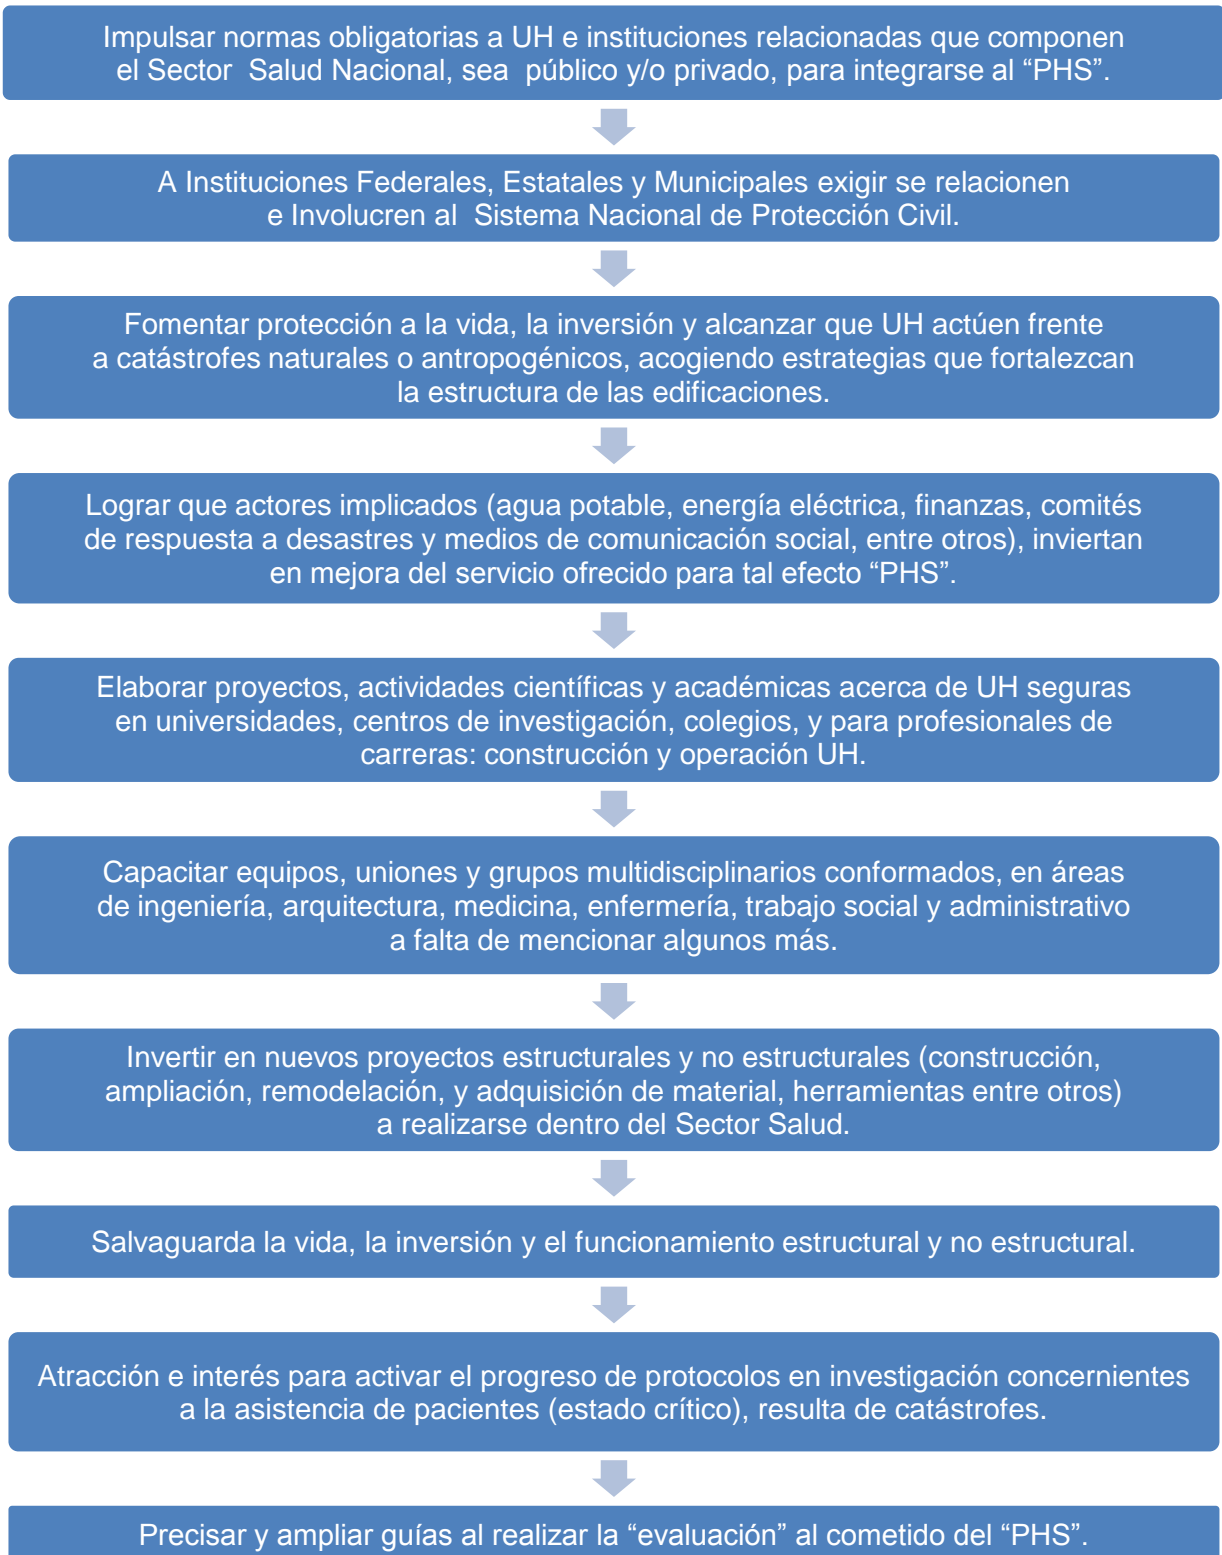 Impulsar normas obligatorias a UH e instituciones relacionadas que componen
el Sector Salud Nacional, sea público y/o privado, para integrarse al “PHS”.
A Instituciones Federales, Estatales y Municipales exigir se relacionen
e Involucren al Sistema Nacional de Protección Civil.
Fomentar protección a la vida, la inversión y alcanzar que UH actúen frente
a catástrofes naturales o antropogénicos, acogiendo estrategias que fortalezcan
la estructura de las edificaciones.
Lograr que actores implicados (agua potable, energía eléctrica, finanzas, comités
de respuesta a desastres y medios de comunicación social, entre otros), inviertan
en mejora del servicio ofrecido para tal efecto “PHS”.
Elaborar proyectos, actividades científicas y académicas acerca de UH seguras
en universidades, centros de investigación, colegios, y para profesionales de
carreras: construcción y operación UH.
Capacitar equipos, uniones y grupos multidisciplinarios conformados, en áreas
de ingeniería, arquitectura, medicina, enfermería, trabajo social y administrativo
a falta de mencionar algunos más.
Invertir en nuevos proyectos estructurales y no estructurales (construcción,
ampliación, remodelación, y adquisición de material, herramientas entre otros)
a realizarse dentro del Sector Salud.
Salvaguarda la vida, la inversión y el funcionamiento estructural y no estructural.
Atracción e interés para activar el progreso de protocolos en investigación concernientes
a la asistencia de pacientes (estado crítico), resulta de catástrofes.
Precisar y ampliar guías al realizar la “evaluación” al cometido del “PHS”.